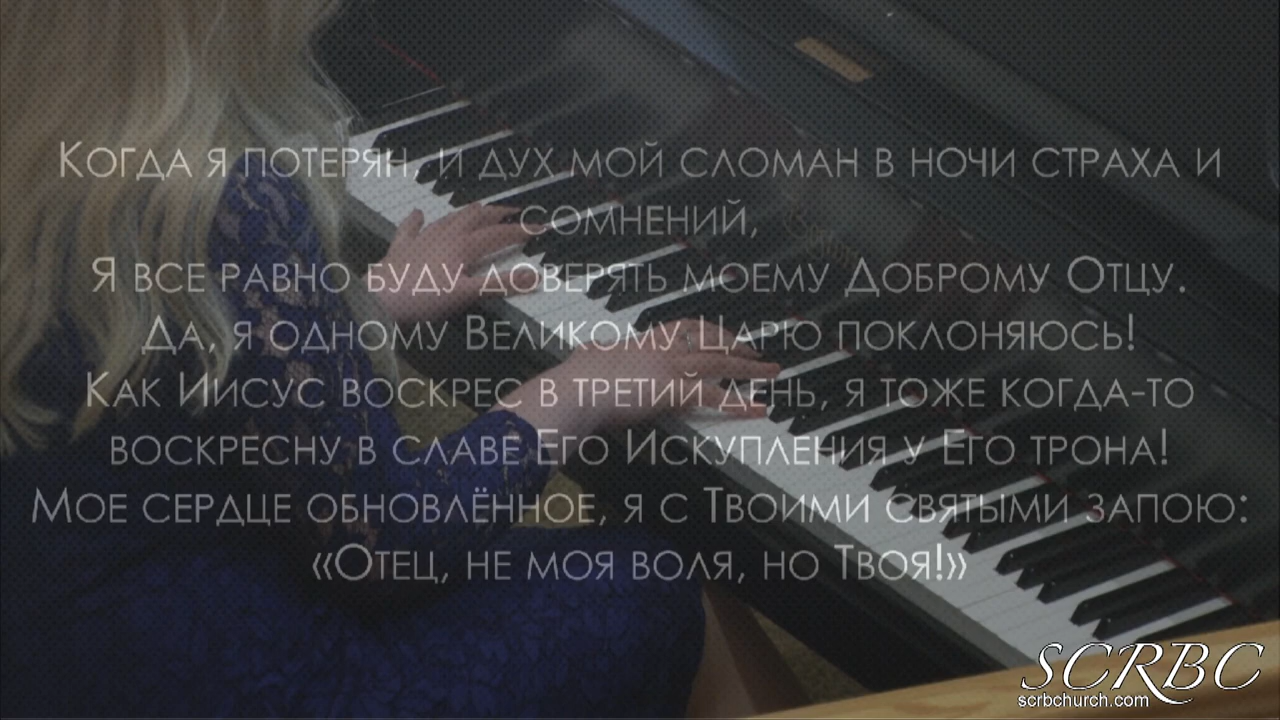 Когда я потерян, и дух мой сломан в ночи страха и
сомнений,
Я все равно буду доверять моему Доброму Отцу.
Да, я одному Великому Царю поклоняюсь!
Как Иисус воскрес в третий день, я тоже когда-то
воскресну в славе Его Искупления у Его трона!
Мое сердце обновлённое, я с Твоими святыми запою:
«Отец, не моя воля, но Твоя!»
SCRBC
scrbchurch.com